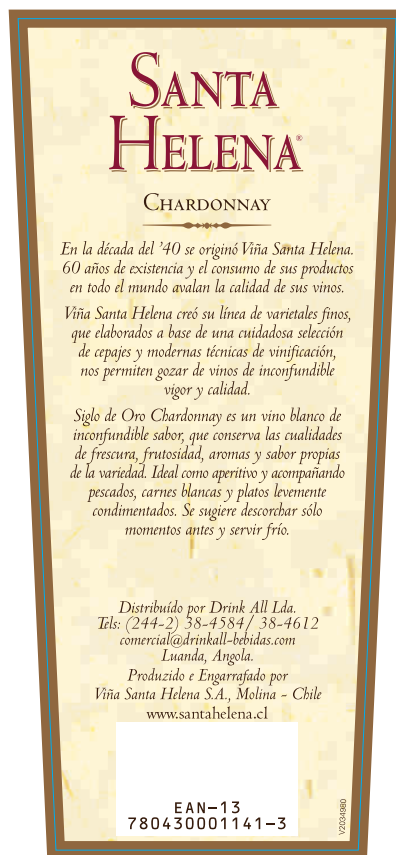 SANTA
HELENA®
CHARDONNAY
En la década del ’40 se originó Viña Santa Helena.
60 años de existencia y el consumo de sus productos
en todo el mundo avalan la calidad de sus vinos.
Viña Santa Helena creó su línea de varietales finos,
que elaborados a base de una cuidadosa selección
de cepajes y modernas técnicas de vinificación,
nos permiten gozar de vinos de inconfundible
vigor y calidad.
Siglo de Oro Chardonnay es un vino blanco de
inconfundible sabor, que conserva las cualidades
de frescura, frutosidad, aromas y sabor propias
de la variedad. Ideal como aperitivo y acompañando
pescados, carnes blancas y platos levemente
condimentados. Se sugiere descorchar sólo
momentos antes y servir frío.
Distribuído por Drink All Lda.
Tels: (244-2) 38-4584/ 38-4612
comercial@drinkall-bebidas.com
Luanda, Angola.
Produzido e Engarrafado por
Viña Santa Helena S.A., Molina - Chile
www.santahelena.cl
EAN-13
780430001141-3
V2034980